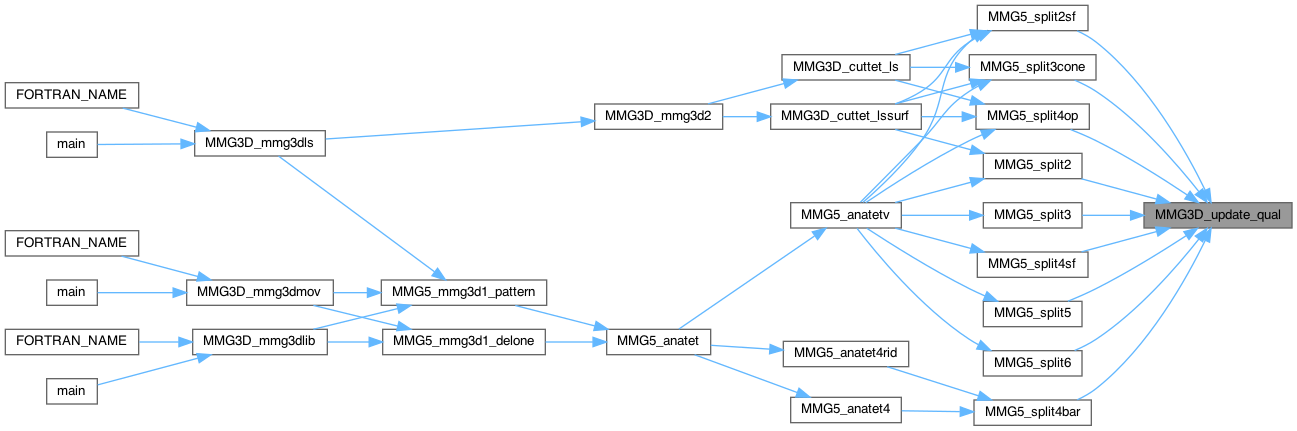 MMG5_split2sf
MMG3D_cuttet_ls
MMG5_split3cone
FORTRAN_NAME
MMG3D_mmg3d2
MMG3D_cuttet_lssurf
MMG5_split4op
main
MMG3D_mmg3dls
MMG5_split2
MMG5_anatetv
MMG5_split3
MMG3D_update_qual
FORTRAN_NAME
MMG5_split4sf
main
MMG3D_mmg3dmov
MMG5_mmg3d1_pattern
MMG5_split5
FORTRAN_NAME
MMG3D_mmg3dlib
MMG5_mmg3d1_delone
MMG5_anatet
MMG5_anatet4rid
MMG5_split6
main
MMG5_anatet4
MMG5_split4bar